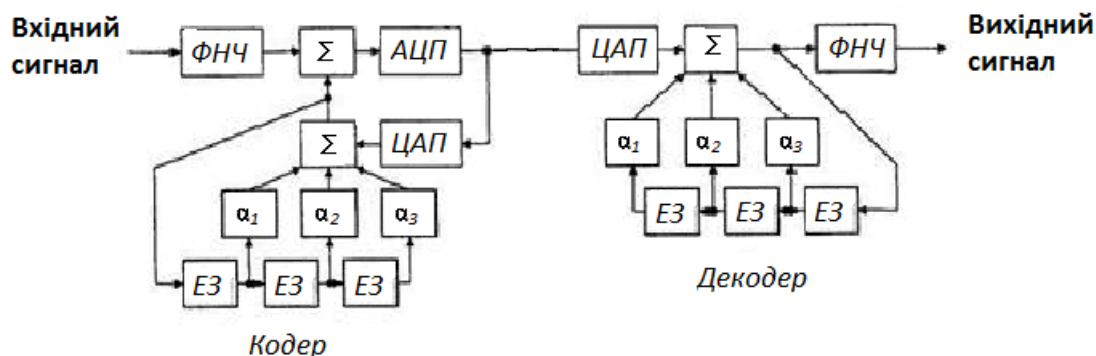 Вхідний
сигнал
ФНЧ
Σ
АЦП
ЦАП
Σ
ФНЧ
Вихідний
сигнал
Σ
ЦАП
α1
α2
α3
ЕЗ
ЕЗ
ЕЗ
Кодер
α1
α2
α3
ЕЗ
ЕЗ
ЕЗ
Декодер